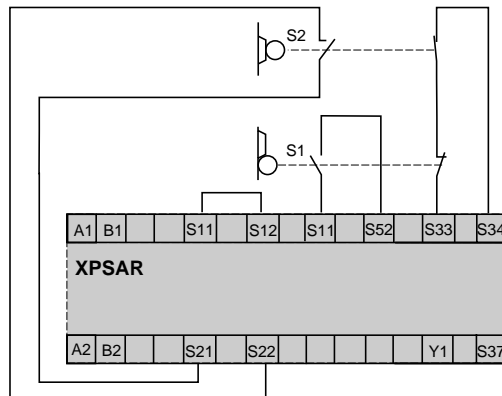 S2
S1
A1 B1 S11 S12 S11 S52 S33 S34
XPSAR
A2 B2 S21 S22 Y1 S37